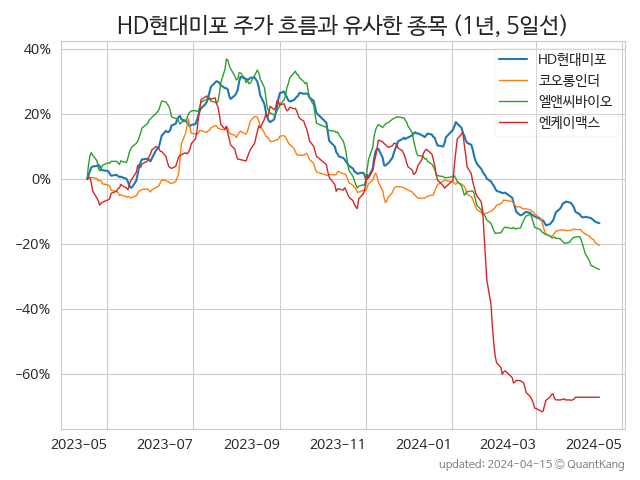 HD현대미포 주가 흐름과 유사한 종목 (1년, 5일선)
40%
20%
0%
−20%
−40%
−60%
HD현대미포
코오롱인더
엘앤씨바이오
엔케이맥스
2023-05
2023-07
2023-09
2023-11
2024-01
2024-03
2024-05
updated: 2024-04-15 © QuantKang